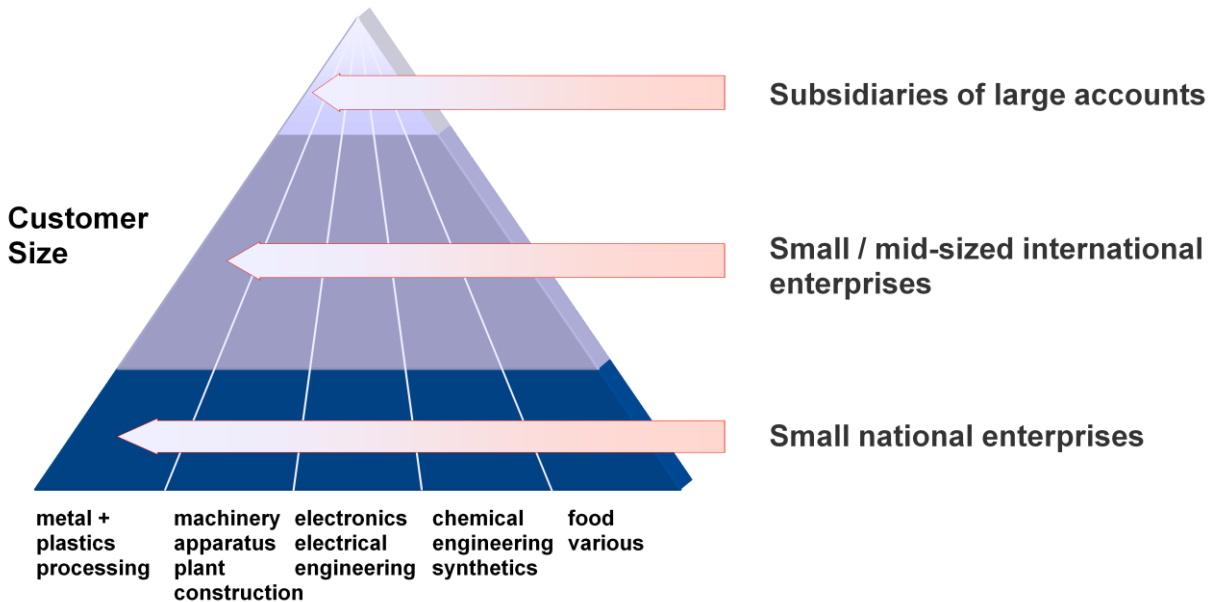 Subsidiaries of large accounts
Customer
Size
Small / mid-sized international
enterprises
Small national enterprises
metal +
plastics
processing
machinery
apparatus
plant
construction
electronics
electrical
engineering
chemical
engineering
synthetics
food
various